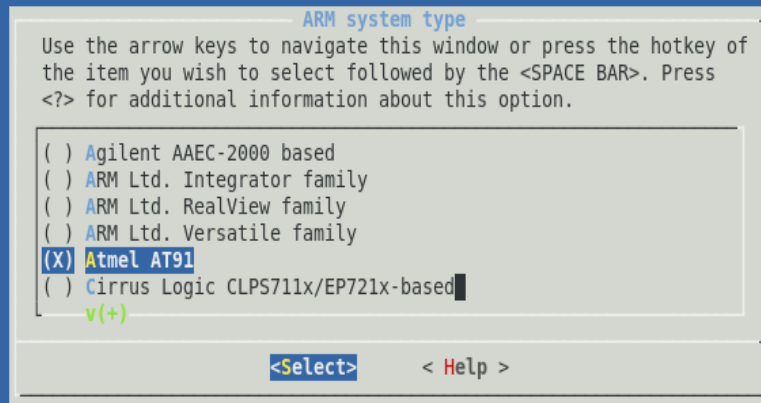 ARM system type
Use the arrow keys to navigate this window or press the hotkey of
the item you wish to select followed by the <SPACE BAR>. Press
<?> for additional information about this option.
( ) Agilent AAEC-2000 based
( ) ARM Ltd. Integrator family
( ) ARM Ltd. RealView family
( ) ARM Ltd. Versatile family
(X) Atmel AT91
( ) Cirrus Logic CLPS711x/EP721x-based
v(+)
<Select> < Help >